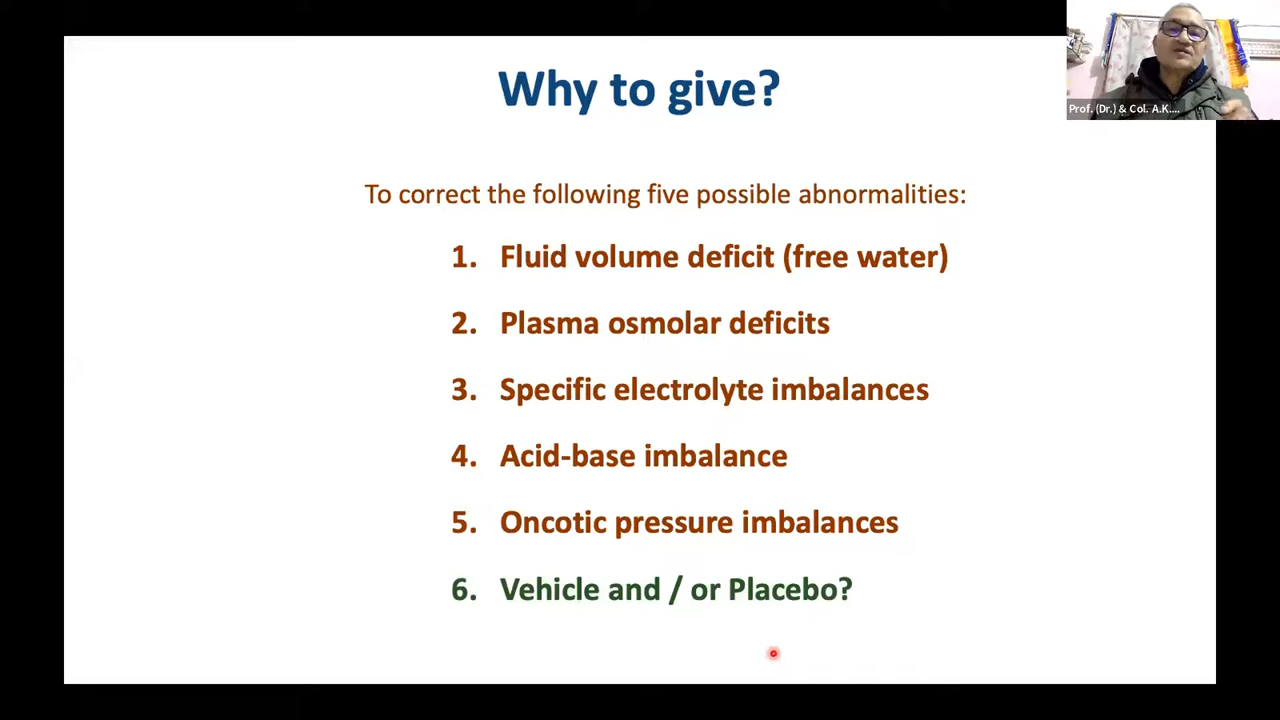 Why to give?
Prof. (Dr.) & Col. A.K....
To correct the following five possible abnormalities:
1. Fluid volume deficit (free water)
2. Plasma osmolar deficits
3. Specific electrolyte imbalances
4. Acid-base imbalance
5. Oncotic pressure imbalances
6. Vehicle and / or Placebo?